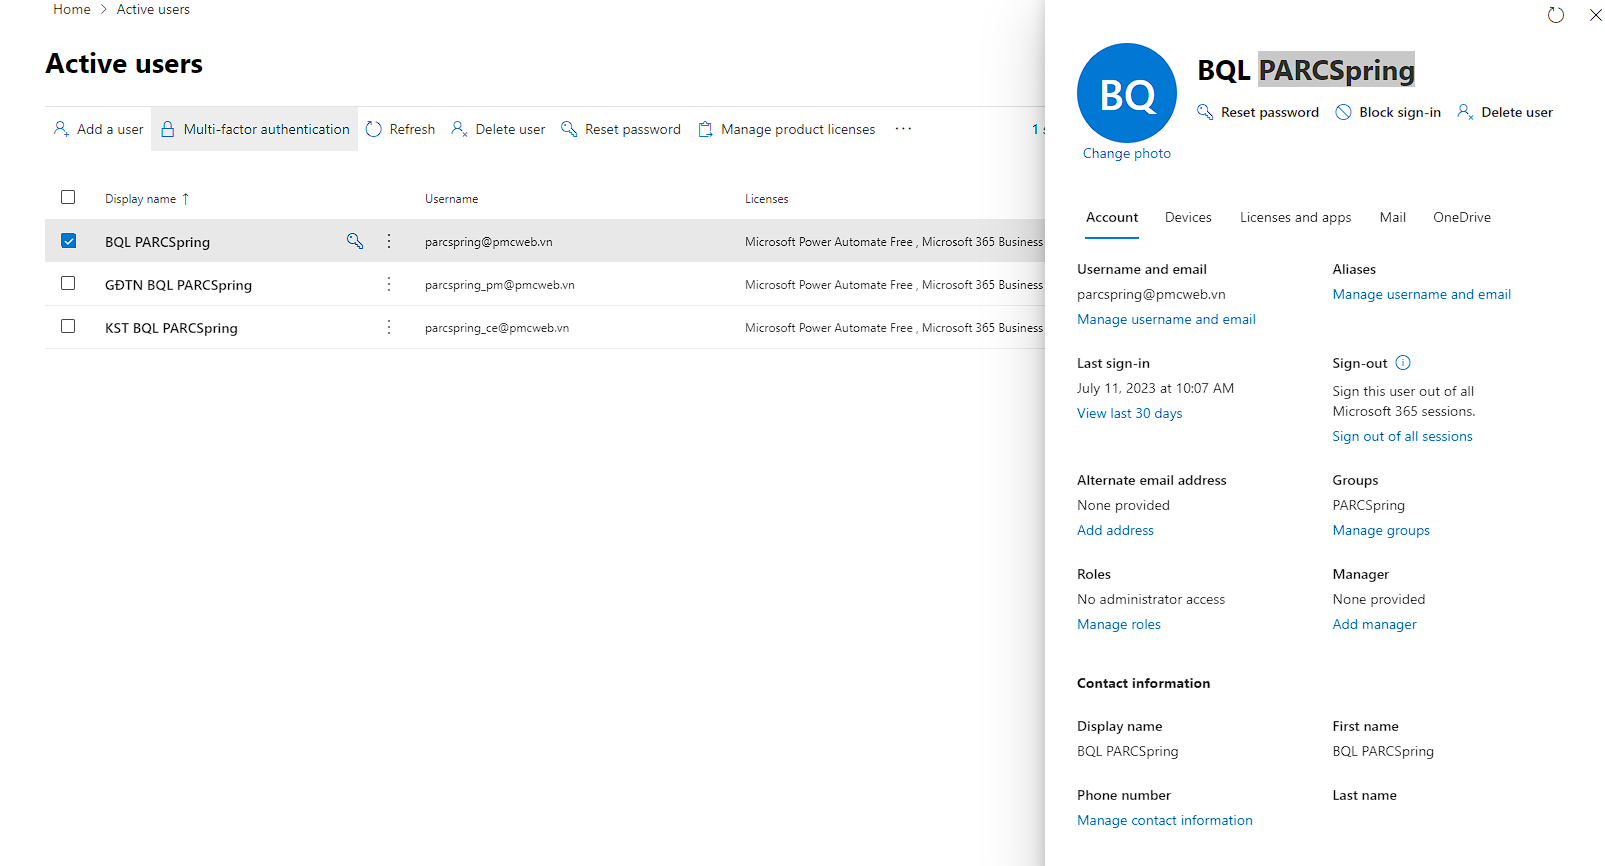 Home > Active users
Active users
Add a user
Multi-factor authentication
Refresh
Delete user
Reset password
Manage product licenses
...
1
Display name ↑
Username
Licenses
BQL PARCSpring
parcspring@pmcweb.vn
Microsoft Power Automate Free , Microsoft 365 Business
GĐTN BQL PARCSpring
parcspring_pm@pmcweb.vn
Microsoft Power Automate Free , Microsoft 365 Business
KST BQL PARCSpring
parcspring_ce@pmcweb.vn
Microsoft Power Automate Free , Microsoft 365 Business
BQ
Change photo
BQL PARCSpring
Reset password
Block sign-in
Delete user
Account
Devices
Licenses and apps
Mail
OneDrive
Username and email
parcspring@pmcweb.vn
Manage username and email
Aliases
Manage username and email
Last sign-in
July 11, 2023 at 10:07 AM
View last 30 days
Sign-out
Sign this user out of all
Microsoft 365 sessions.
Sign out of all sessions
Alternate email address
None provided
Add address
Groups
PARCSpring
Manage groups
Roles
No administrator access
Manage roles
Manager
None provided
Add manager
Contact information
Display name
BQL PARCSpring
First name
BQL PARCSpring
Phone number
Manage contact information
Last name